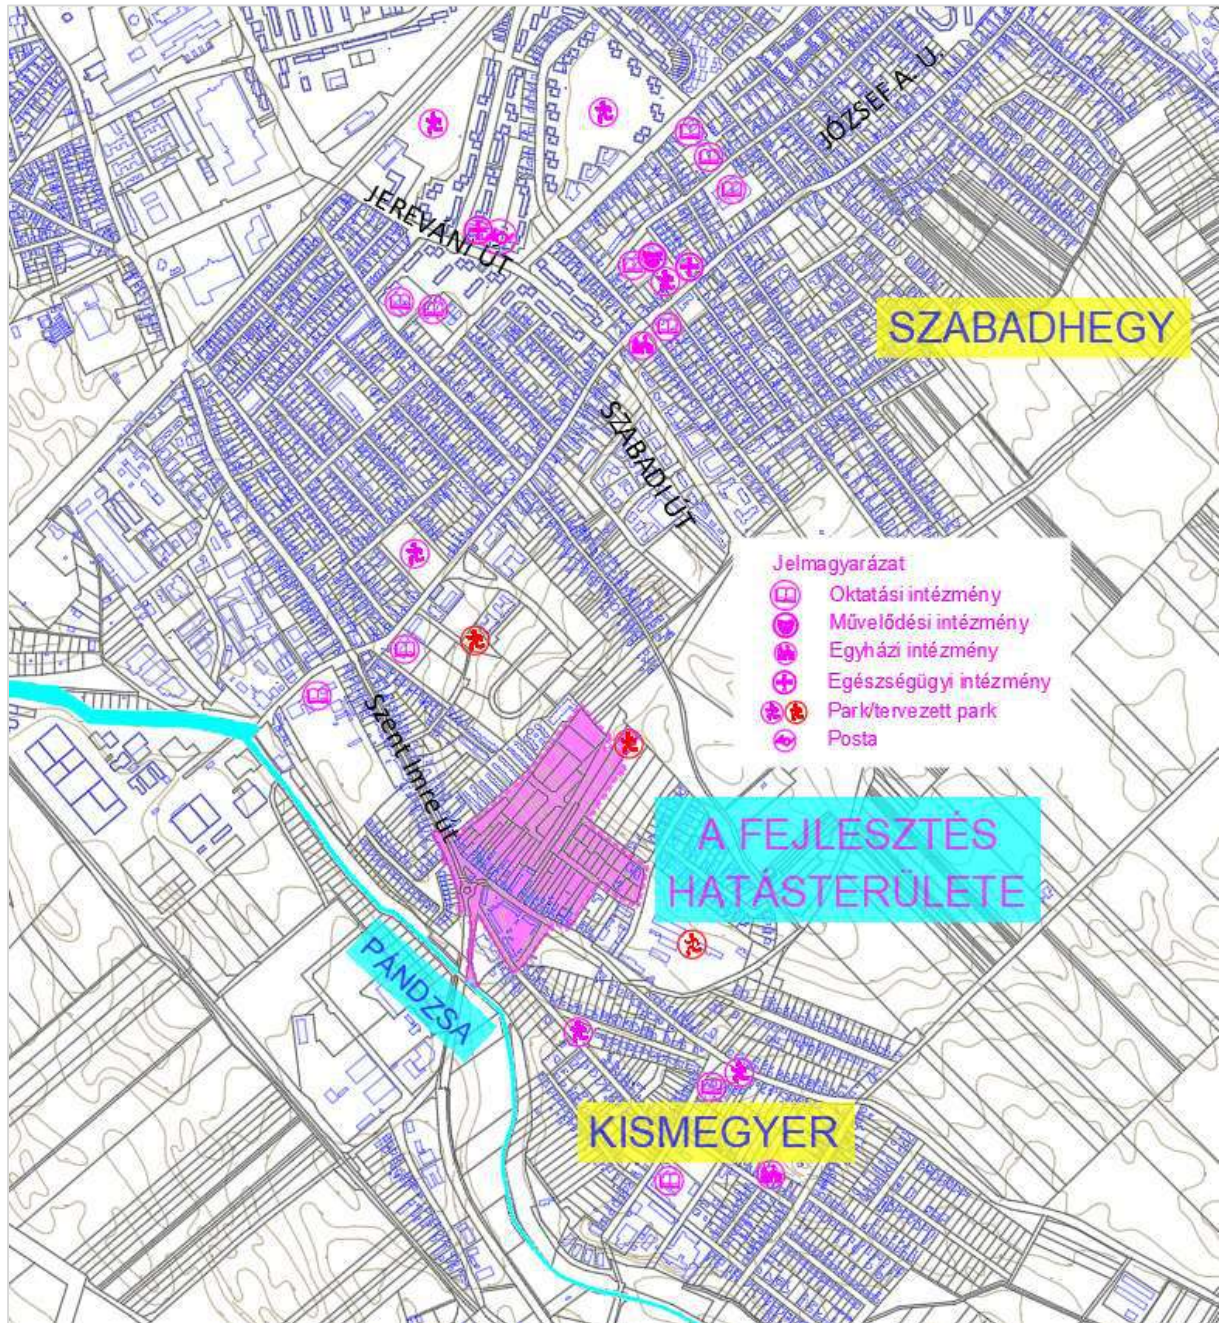 JÓZSEF A. U.
JEREVÁNI ÚT
SZABADHEGY
SZABADI ÚT
Jelmagyarázat
Oktatási intézmény
Művelődési intézmény
Egyházi intézmény
Egészségügyi intézmény
Park/tervezett park
Posta
Szent Imre út
A FEJLESZTÉS
HATÁSTERÜLETE
PÁNDZSA
KISMEGYER